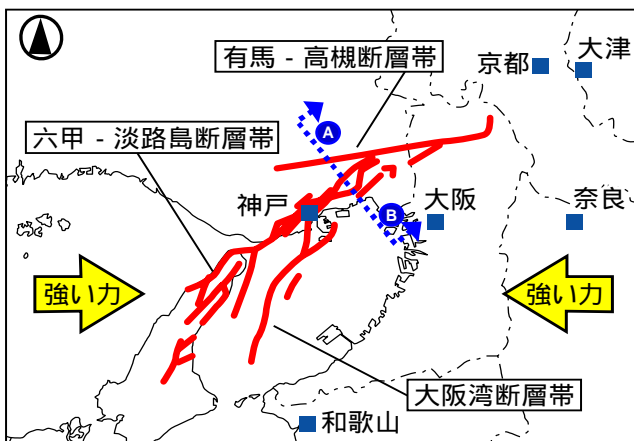 有馬 - 高槻断層帯
京都
大津
六甲 - 淡路島断層帯
A
神戸
B
大阪
奈良
強い力
強い力
大阪湾断層帯
和歌山